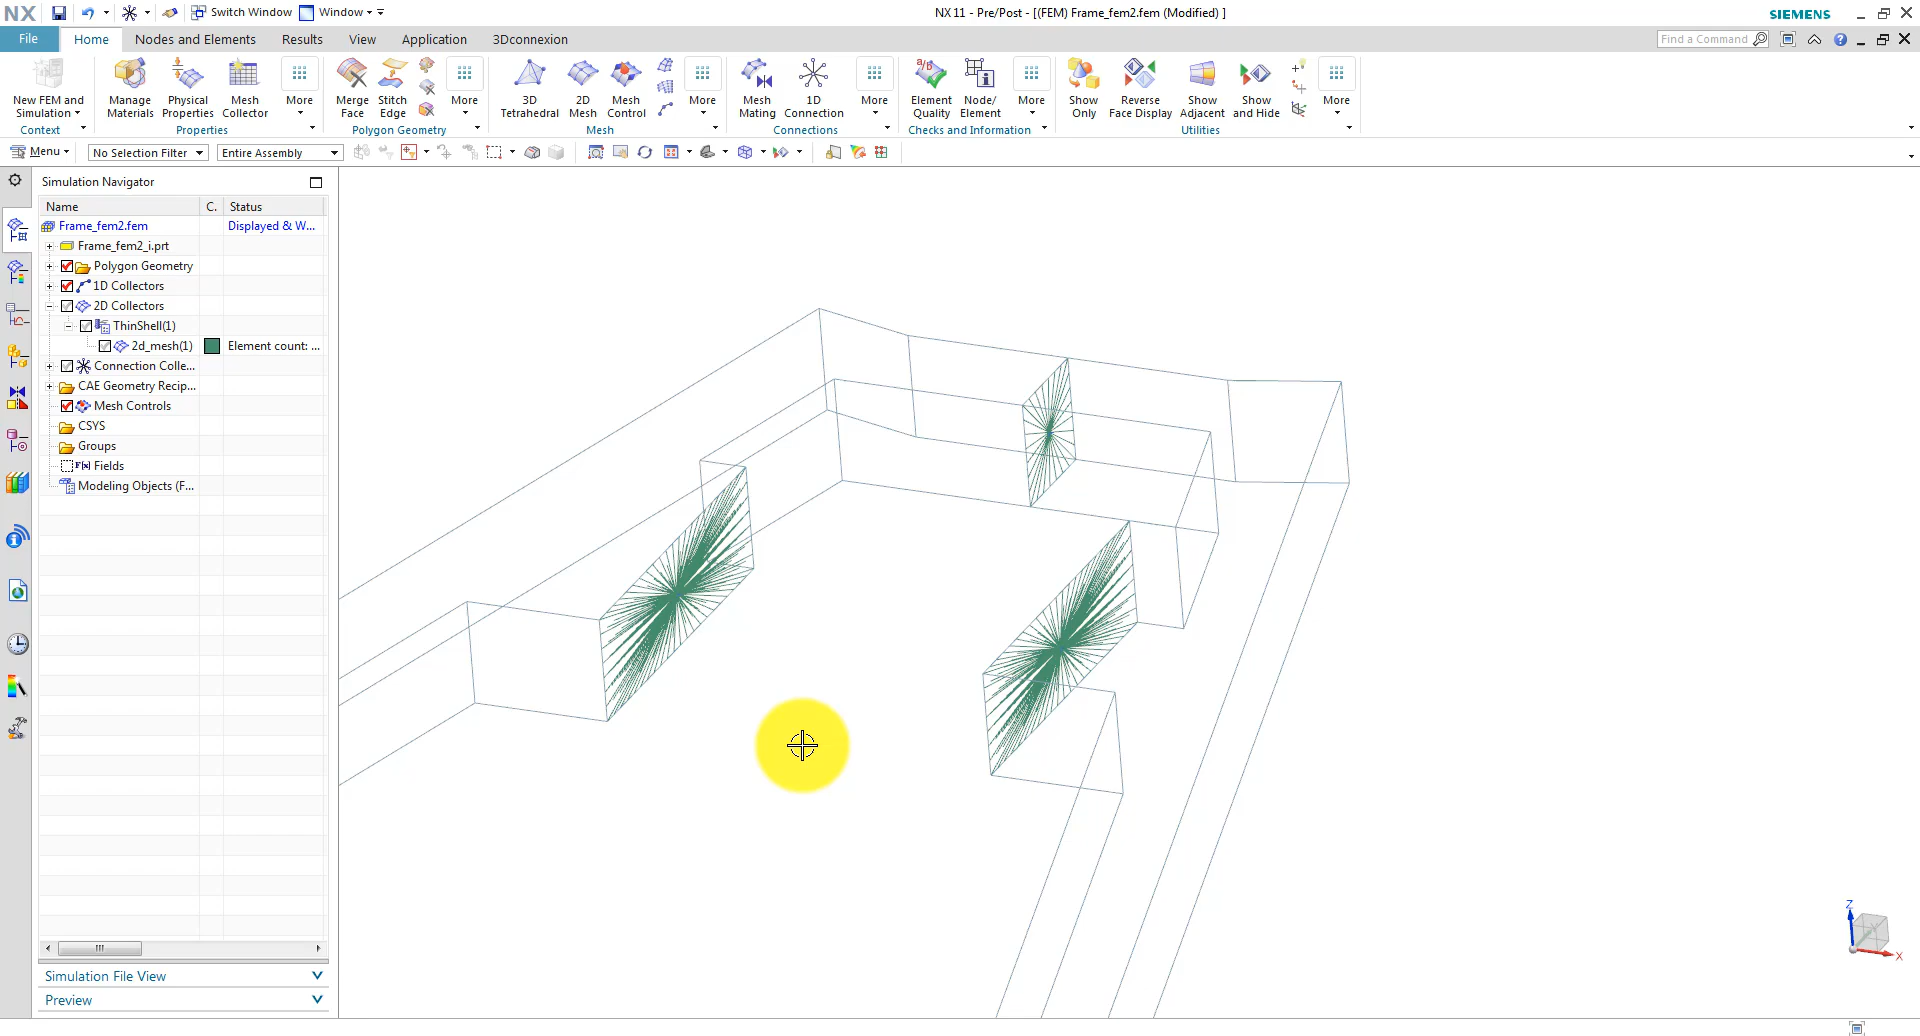 NX
Switch Window
Window
NX 11 - Pre/Post - [(FEM) Frame_fem2.fem (Modified) ]
SIEMENS
File
Home
Nodes and Elements
Results
View
Application
3Dconnexion
Find a Command
New FEM and Simulation
Manage Materials
Physical Properties
Mesh Collector
More
Merge Face
Stitch Edge
More
3D Tetrahedral
2D Mesh
Mesh Control
More
Mesh Mating
1D Connection
More
Element Quality
Node/ Element
More
Show Only
Reverse Face Display
Show Adjacent
Show and Hide
More
Context
Properties
Polygon Geometry
Mesh
Connections
Checks and Information
Utilities
Menu
No Selection Filter
Entire Assembly
Simulation Navigator
Name
C.
Status
Frame_fem2.fem
Displayed & W...
Frame_fem2_i.prt
Polygon Geometry
1D Collectors
2D Collectors
ThinShell(1)
2d_mesh(1)
Element count: ...
Connection Colle...
CAE Geometry Recip...
Mesh Controls
CSYS
Groups
Fields
Modeling Objects (F...
Simulation File View
Preview
Z
X